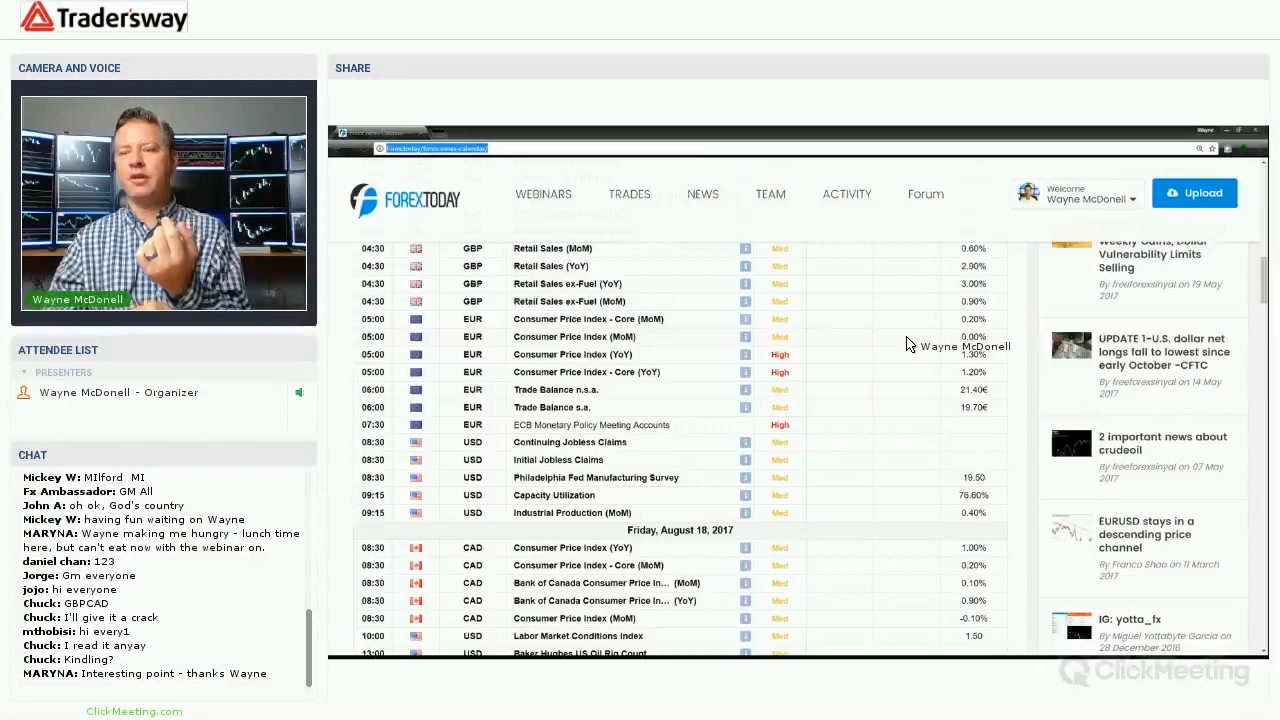 Tradersway
CAMERA AND VOICE
Wayne McDonell
ATTENDEE LIST
PRESENTERS
Wayne McDonell - Organizer
CHAT
Mickey W: MIlford MI
Fx Ambassador: GM All
John A: oh ok, God's country
Mickey W: having fun waiting on Wayne
MARYNA: Wayne making me hungry - lunch time
here, but can't eat now with the webinar on.
daniel chan: 123
Jorge: Gm everyone
jojo: hi everyone
Chuck: GBPCAD
Chuck: I'll give it a crack
mthobisi: hi every1
Chuck: I read it anyay
Chuck: Kindling?
MARYNA: Interesting point - thanks Wayne
ClickMeeting.com
SHARE
Wayne
forex.today/forex-news-calendar/
FOREXTODAY
WEBINARS TRADES NEWS TEAM ACTIVITY Forum
Welcome
Wayne McDonell
Upload
04:30 GBP Retail Sales (MoM) Med 0.60%
04:30 GBP Retail Sales (YoY) Med 2.90%
04:30 GBP Retail Sales ex-Fuel (YoY) Med 3.00%
04:30 GBP Retail Sales ex-Fuel (MoM) Med 0.90%
05:00 EUR Consumer Price Index - Core (MoM) Med 0.20%
05:00 EUR Consumer Price Index (MoM) Med 0.00%
Wayne McDonell
05:00 EUR Consumer Price Index (YoY) High 1.30%
05:00 EUR Consumer Price Index - Core (YoY) High 1.20%
06:00 EUR Trade Balance n.s.a. Med 21.40€
06:00 EUR Trade Balance s.a. Med 19.70€
07:30 EUR ECB Monetary Policy Meeting Accounts High
08:30 USD Continuing Jobless Claims Med
08:30 USD Initial Jobless Claims Med
08:30 USD Philadelphia Fed Manufacturing Survey Med 19.50
09:15 USD Capacity Utilization Med 76.60%
09:15 USD Industrial Production (MoM) Med 0.40%
Friday, August 18, 2017
08:30 CAD Consumer Price Index (YoY) Med 1.00%
08:30 CAD Consumer Price Index - Core (MoM) Med 0.20%
08:30 CAD Bank of Canada Consumer Price In... (MoM) Med 0.10%
08:30 CAD Bank of Canada Consumer Price In... (YoY) Med 0.90%
08:30 CAD Consumer Price Index (MoM) Med -0.10%
10:00 USD Labor Market Conditions Index Med 1.50
13:00 USD Baker Hughes US Oil Rig Count
Weekly Gains, Dollar
Vulnerability Limits
Selling
By freeforexsinyal on 19 May
2017
UPDATE 1-U.S. dollar net
longs fall to lowest since
early October -CFTC
By freeforexsinyal on 14 May
2017
2 important news about
crudeoil
By freeforexsinyal on 07 May
2017
EURUSD stays in a
descending price
channel
By Franco Shao on 11 March
2017
IG: yotta_fx
By Miguel Yottabyte Garcia on
28 December 2016
ClickMeeting